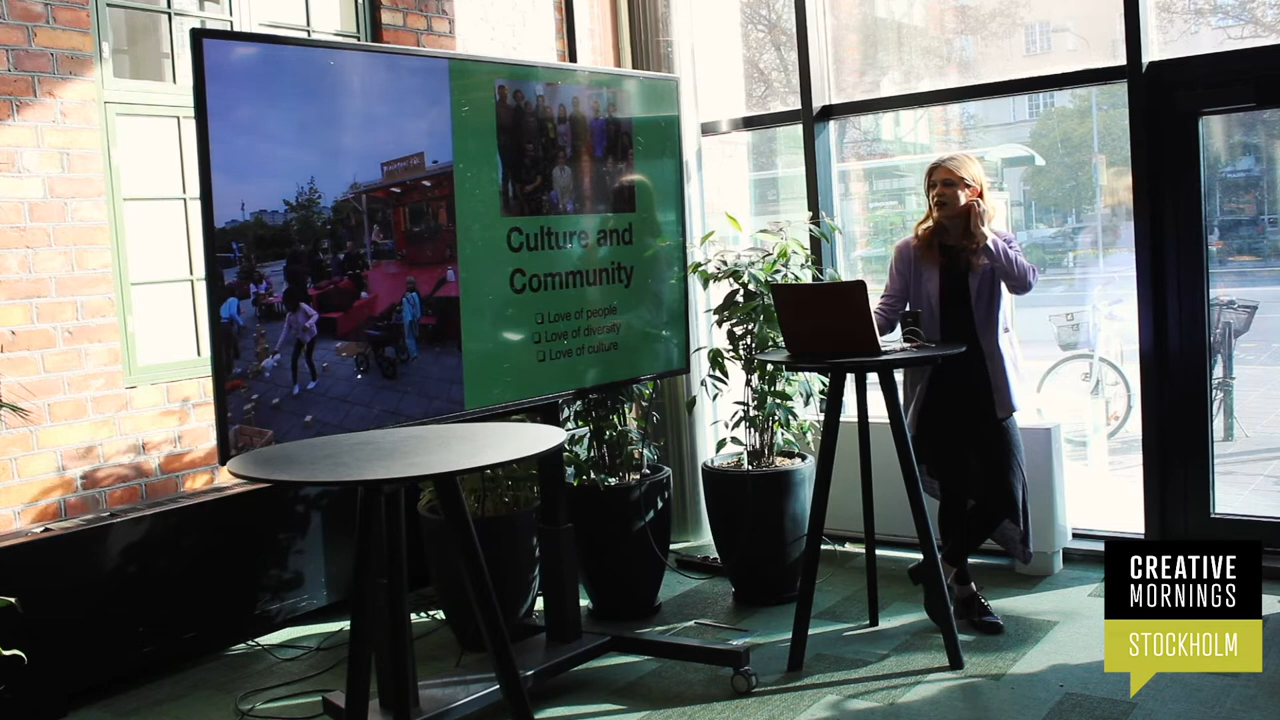 Culture and
Community
❏ Love of people
❏ Love of diversity
❏ Love of culture
CREATIVE
MORNINGS
STOCKHOLM